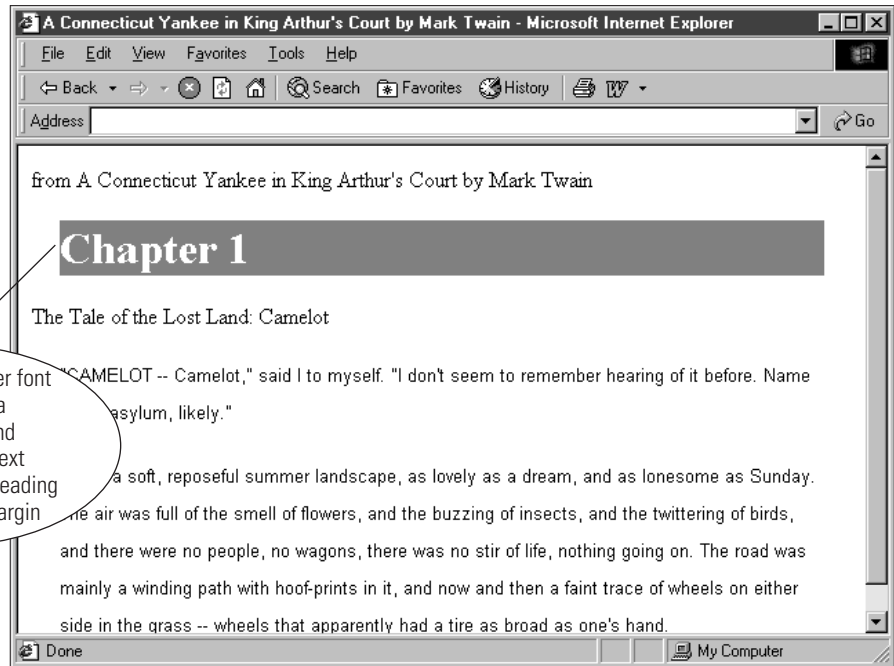 A Connecticut Yankee in King Arthur's Court by Mark Twain - Microsoft Internet Explorer
File Edit View Favorites Tools Help
Back Search Favorites History
Address Go
from A Connecticut Yankee in King Arthur's Court by Mark Twain
Chapter 1
The Tale of the Lost Land: Camelot
er font
a
nd
ext
eading
argin
"CAMELOT -- Camelot," said I to myself. "I don't seem to remember hearing of it before. Name
asylum, likely."
a soft, reposeful summer landscape, as lovely as a dream, and as lonesome as Sunday.
The air was full of the smell of flowers, and the buzzing of insects, and the twittering of birds,
and there were no people, no wagons, there was no stir of life, nothing going on. The road was
mainly a winding path with hoof-prints in it, and now and then a faint trace of wheels on either
side in the grass -- wheels that apparently had a tire as broad as one's hand.
Done My Computer